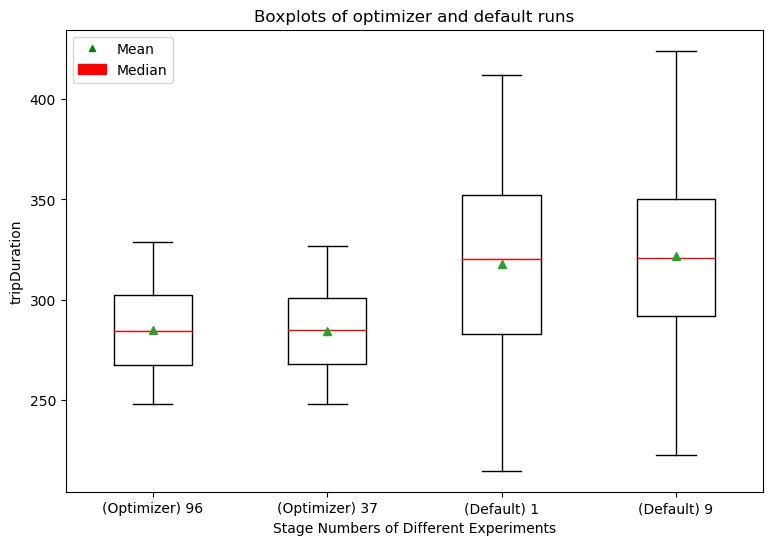 Boxplots of optimizer and default runs
Mean
Median
400
350
300
250
tripDuration
(Optimizer) 96
(Optimizer) 37
(Default) 1
(Default) 9
Stage Numbers of Different Experiments